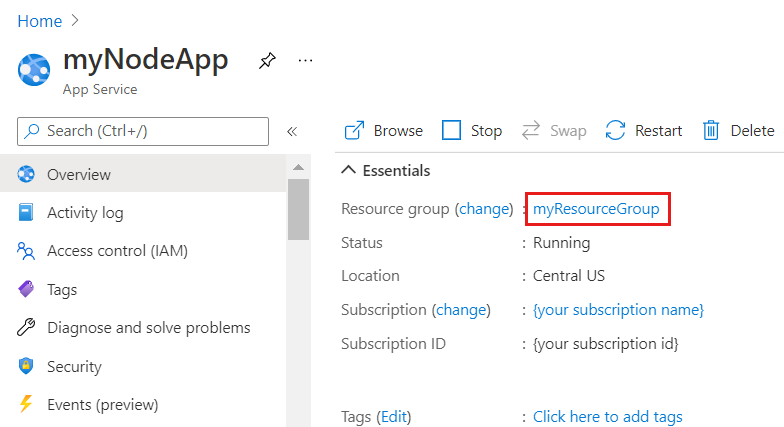 Home >
myNodeApp ...
App Service
Search (Ctrl+/) «
Browse Stop Swap Restart Delete
Overview
Activity log
Access control (IAM)
Tags
Diagnose and solve problems
Security
Events (preview)
Essentials
Resource group (change) : myResourceGroup
Status : Running
Location : Central US
Subscription (change) : {your subscription name}
Subscription ID : {your subscription id}
Tags (Edit) : Click here to add tags